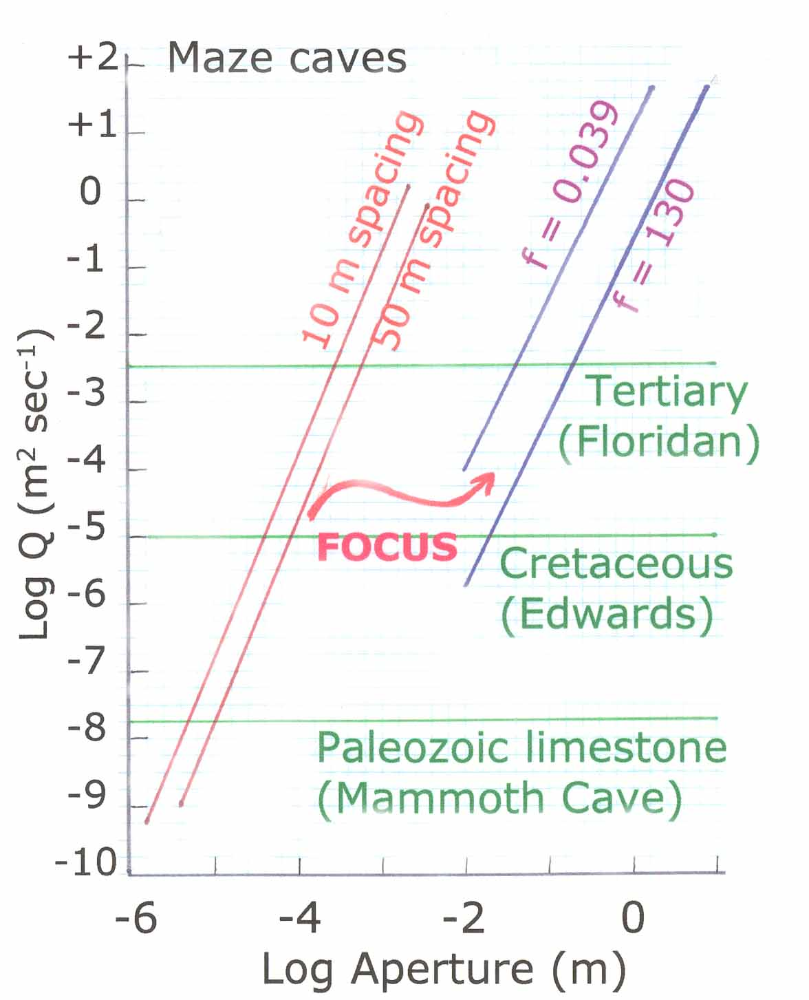 Maze caves
+2
+1
0
-1
-2
-3
-4
-5
-6
-7
-8
-9
-10
Log Q (m² sec⁻¹)
10 m spacing
50 m spacing
f = 0.039
f = 130
Tertiary
(Floridan)
FOCUS
Cretaceous
(Edwards)
Paleozoic limestone
(Mammoth Cave)
-6 -4 -2 0
Log Aperture (m)